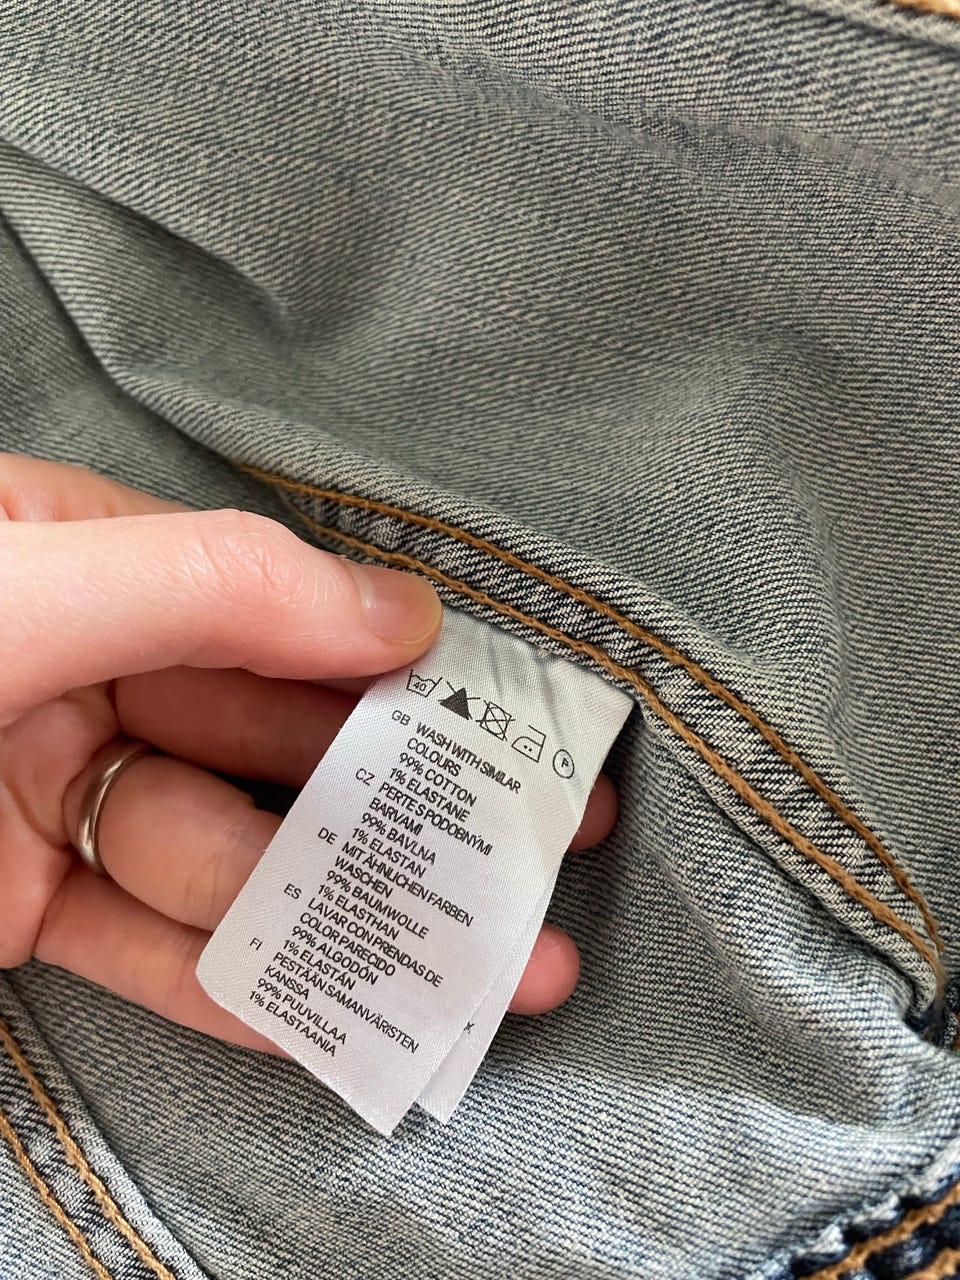 40 P
GB WASH WITH SIMILAR
COLOURS
99% COTTON
1% ELASTANE
CZ PERTE S PODOBNÝMI
BARVAMI
99% BAVLNA
1% ELASTAN
DE MIT ÄHNLICHEN FARBEN
WASCHEN
99% BAUMWOLLE
1% ELASTHAN
ES LAVAR CON PRENDAS DE
COLOR PARECIDO
99% ALGODÓN
1% ELASTÁN
FI PESTÄÄN SAMANVÄRISTEN
KANSSA
99% PUUVILLAA
1% ELASTAANIA
K